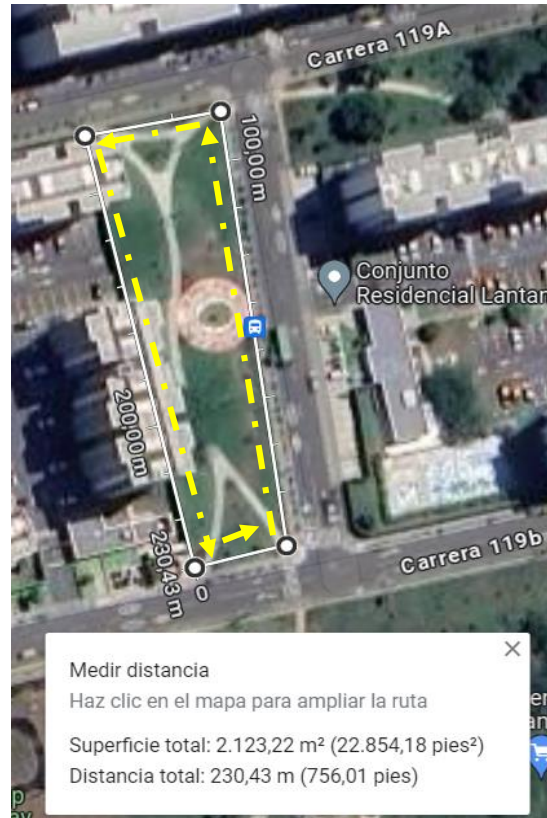 Carrera 119A
100,00 m
Conjunto
Residencial Lantan
200,00 m
230,43 m
0
Carrera 119b
Medir distancia
Haz clic en el mapa para ampliar la ruta
Superficie total: 2.123,22 m² (22.854,18 pies²)
Distancia total: 230,43 m (756,01 pies)